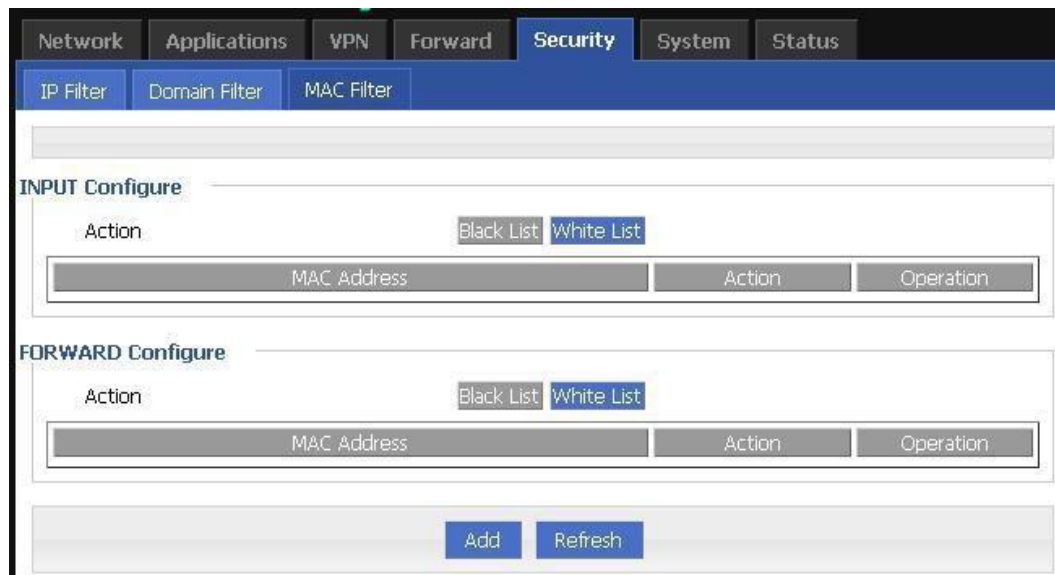 Network Applications VPN Forward Security System Status
IP Filter Domain Filter MAC Filter
INPUT Configure
Action Black List White List
MAC Address Action Operation
FORWARD Configure
Action Black List White List
MAC Address Action Operation
Add Refresh